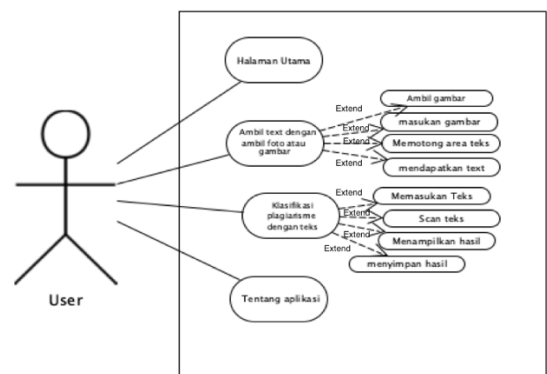 Halaman Utama
Ambil text dengan
ambil foto atau
gambar
Extend
Ambil gambar
Extend
masukan gambar
Extend
Memotong area teks
Extend
mendapatkan text
Klasifikasi
plagiarisme
dengan teks
Extend
Memasukan Teks
Extend
Scan teks
Extend
Menampilkan hasil
Extend
menyimpan hasil
User
Tentang aplikasi